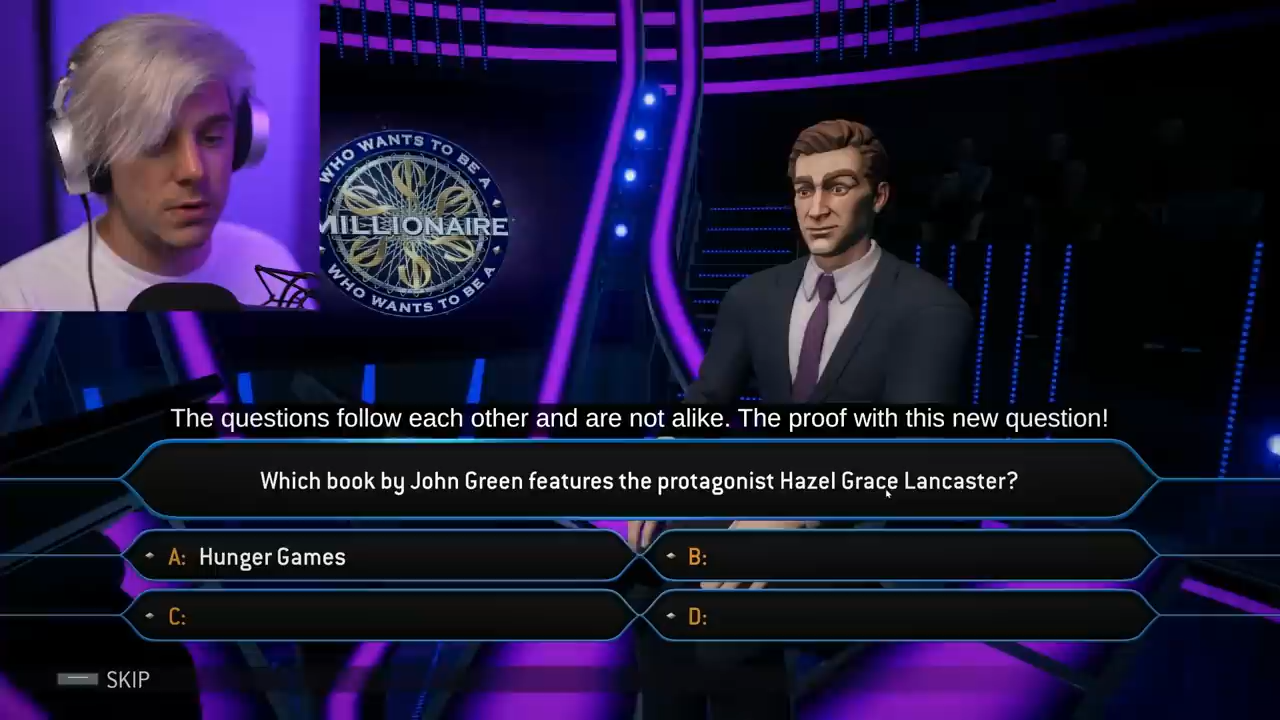 WHO WANTS TO BE A
MILLIONAIRE
WHO WANTS TO BE A
The questions follow each other and are not alike. The proof with this new question!
Which book by John Green features the protagonist Hazel Grace Lancaster?
A: Hunger Games
B:
C:
D:
SKIP